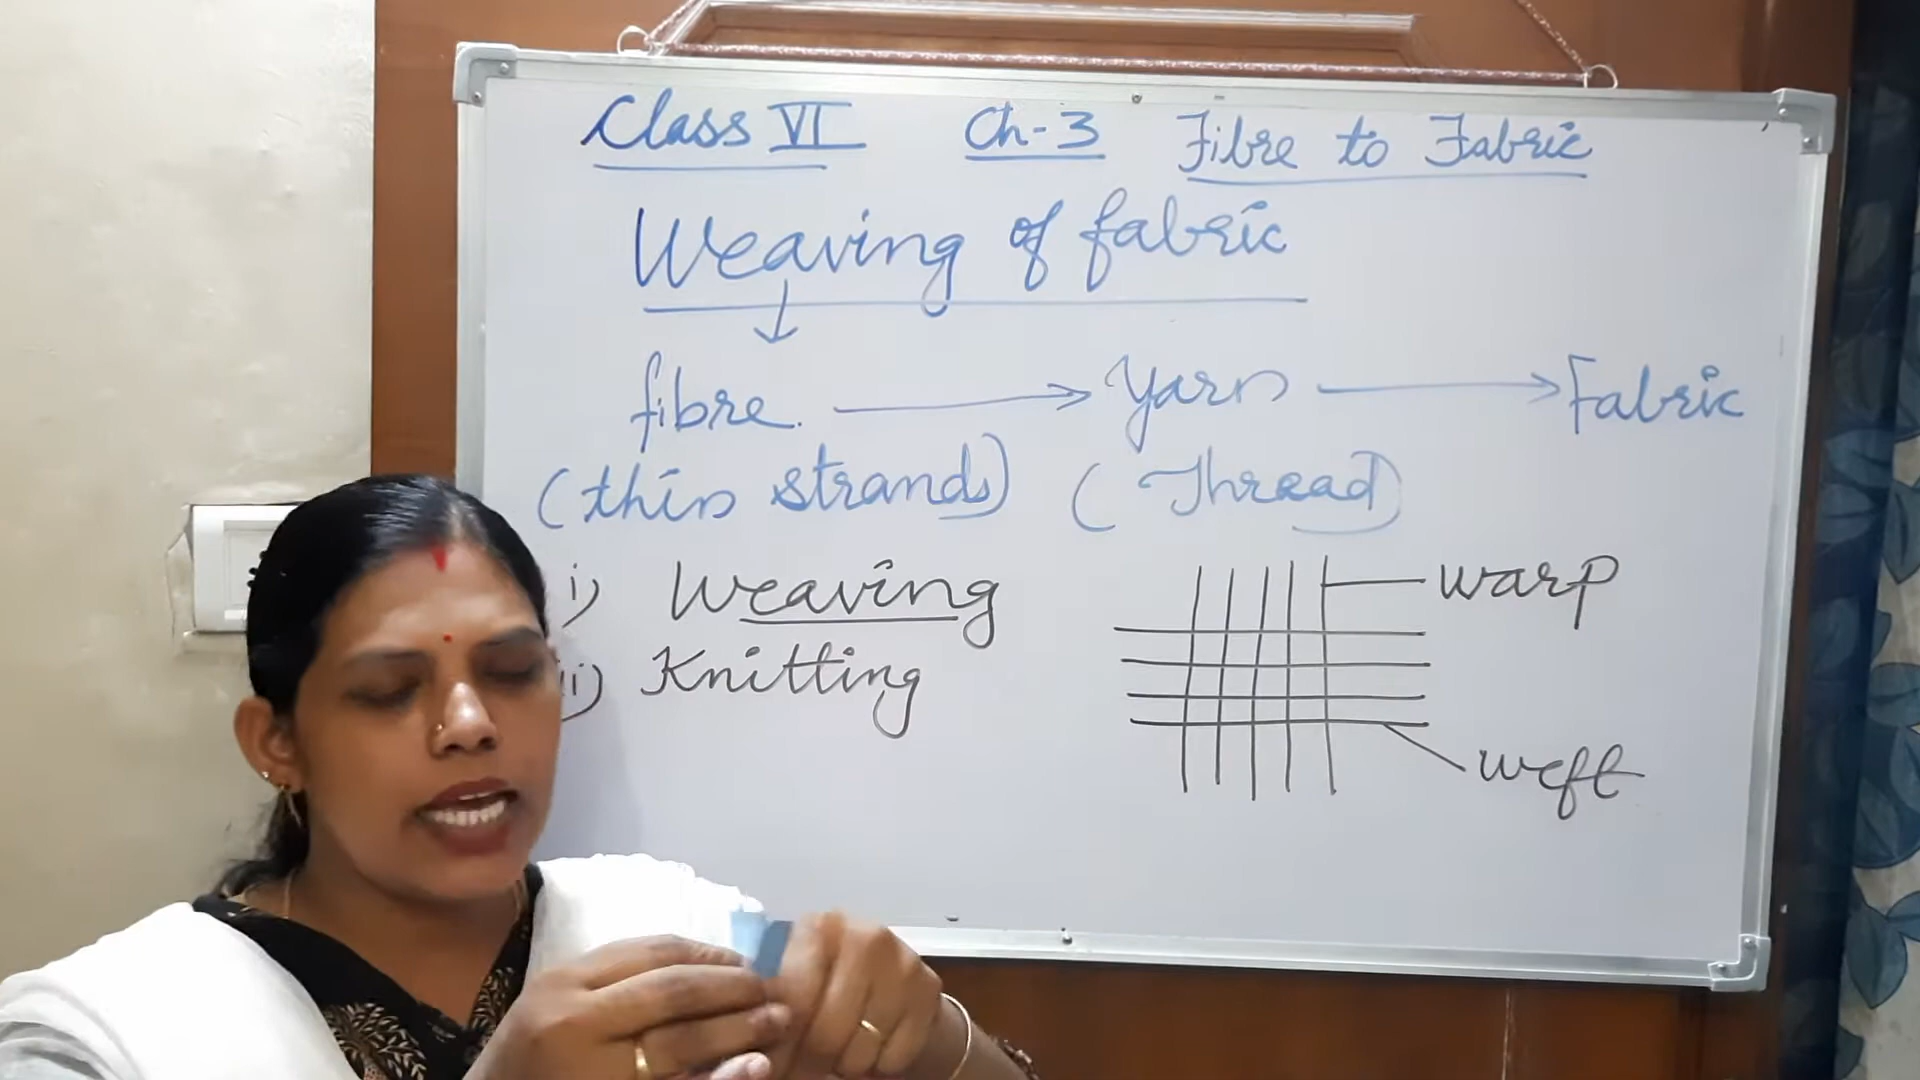 Class VI Ch-3 Fibre to Fabric
Weaving of fabric
fibre. → Yarn → Fabric
(thin strands) (Thread)
i) Weaving
ii) Knitting
warp
weft